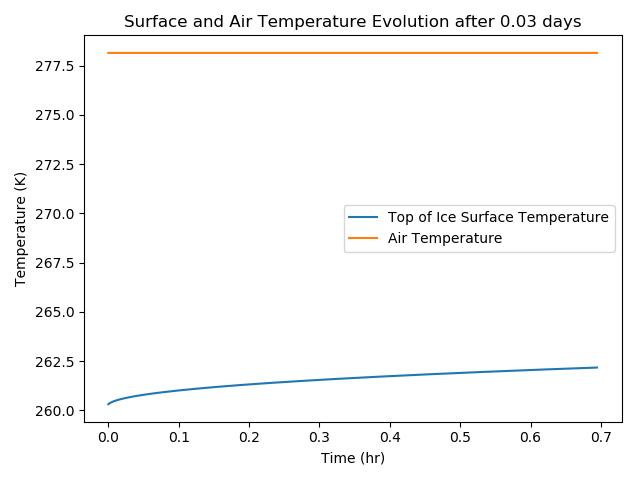 Surface and Air Temperature Evolution after 0.03 days
277.5
275.0
272.5
270.0
267.5
265.0
262.5
260.0
Temperature (K)
Top of Ice Surface Temperature
Air Temperature
0.0 0.1 0.2 0.3 0.4 0.5 0.6 0.7
Time (hr)